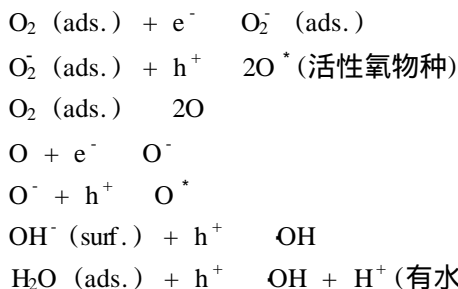 O₂ (ads.) + e⁻ O₂⁻ (ads.)
O₂⁻ (ads.) + h⁺ 2O* (活性氧物种)
O₂ (ads.) 2O
O + e⁻ O⁻
O⁻ + h⁺ O*
OH⁻ (surf.) + h⁺ ·OH
H₂O (ads.) + h⁺ ·OH + H⁺ (有水